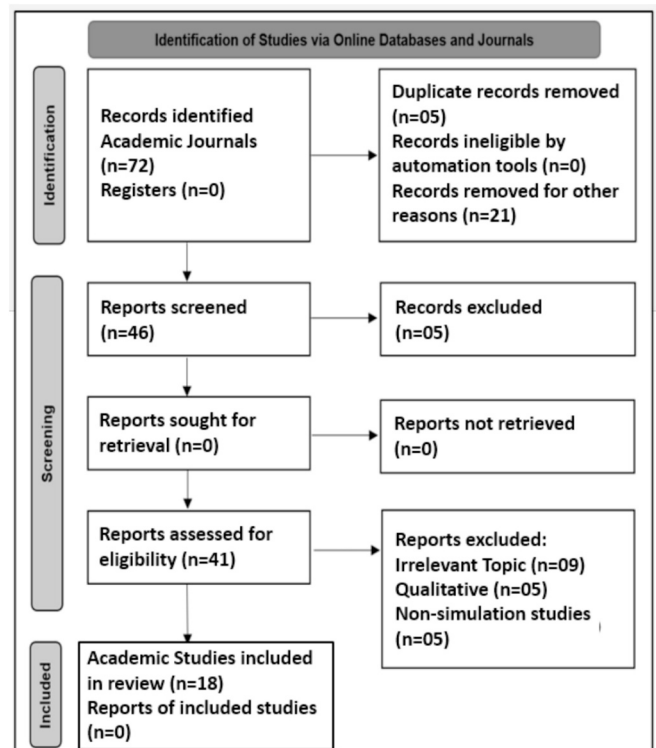 Identification of Studies via Online Databases and Journals
Identification
Records identified
Academic Journals
(n=72)
Registers (n=0)
Duplicate records removed
(n=05)
Records ineligible by
automation tools (n=0)
Records removed for other
reasons (n=21)
Screening
Reports screened
(n=46)
Records excluded
(n=05)
Reports sought for
retrieval (n=0)
Reports not retrieved
(n=0)
Reports assessed for
eligibility (n=41)
Reports excluded:
Irrelevant Topic (n=09)
Qualitative (n=05)
Non-simulation studies
(n=05)
Included
Academic Studies included
in review (n=18)
Reports of included studies
(n=0)